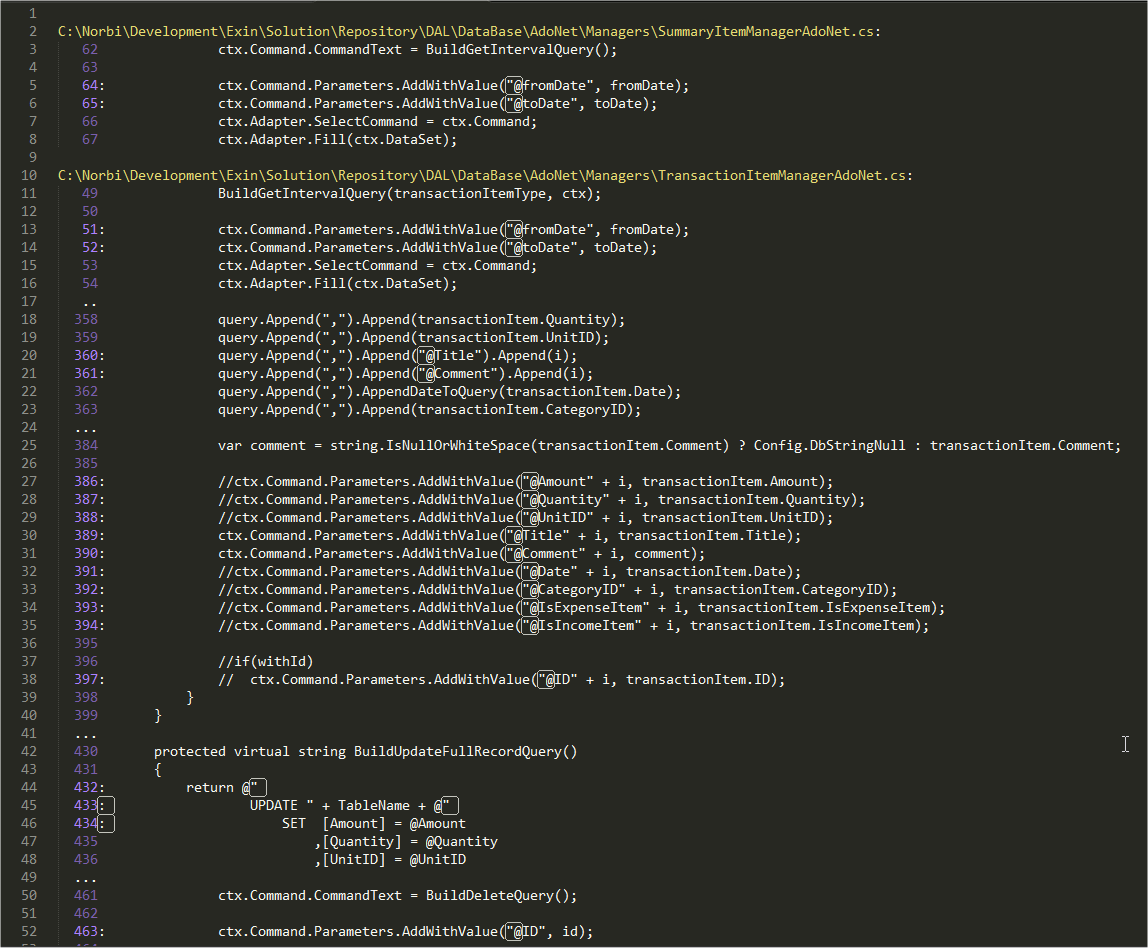 1
2 C:\Norbi\Development\Exin\Solution\Repository\DAL\DataBase\AdoNet\Managers\SummaryItemManagerAdoNet.cs:
3 62 ctx.Command.CommandText = BuildGetIntervalQuery();
4 63
5 64: ctx.Command.Parameters.AddWithValue("@fromDate", fromDate);
6 65: ctx.Command.Parameters.AddWithValue("@toDate", toDate);
7 66 ctx.Adapter.SelectCommand = ctx.Command;
8 67 ctx.Adapter.Fill(ctx.DataSet);
9
10 C:\Norbi\Development\Exin\Solution\Repository\DAL\DataBase\AdoNet\Managers\TransactionItemManagerAdoNet.cs:
11 49 BuildGetIntervalQuery(transactionItemType, ctx);
12 50
13 51: ctx.Command.Parameters.AddWithValue("@fromDate", fromDate);
14 52: ctx.Command.Parameters.AddWithValue("@toDate", toDate);
15 53 ctx.Adapter.SelectCommand = ctx.Command;
16 54 ctx.Adapter.Fill(ctx.DataSet);
17 ..
18 358 query.Append(",").Append(transactionItem.Quantity);
19 359 query.Append(",").Append(transactionItem.UnitID);
20 360: query.Append(",").Append("@Title").Append(i);
21 361: query.Append(",").Append("@Comment").Append(i);
22 362 query.Append(",").AppendDateToQuery(transactionItem.Date);
23 363 query.Append(",").Append(transactionItem.CategoryID);
24 ...
25 384 var comment = string.IsNullOrWhiteSpace(transactionItem.Comment) ? Config.DbStringNull : transactionItem.Comment;
26 385
27 386: //ctx.Command.Parameters.AddWithValue("@Amount" + i, transactionItem.Amount);
28 387: //ctx.Command.Parameters.AddWithValue("@Quantity" + i, transactionItem.Quantity);
29 388: //ctx.Command.Parameters.AddWithValue("@UnitID" + i, transactionItem.UnitID);
30 389: ctx.Command.Parameters.AddWithValue("@Title" + i, transactionItem.Title);
31 390: ctx.Command.Parameters.AddWithValue("@Comment" + i, comment);
32 391: //ctx.Command.Parameters.AddWithValue("@Date" + i, transactionItem.Date);
33 392: //ctx.Command.Parameters.AddWithValue("@CategoryID" + i, transactionItem.CategoryID);
34 393: //ctx.Command.Parameters.AddWithValue("@IsExpenseItem" + i, transactionItem.IsExpenseItem);
35 394: //ctx.Command.Parameters.AddWithValue("@IsIncomeItem" + i, transactionItem.IsIncomeItem);
36 395
37 396 //if(withId)
38 397: // ctx.Command.Parameters.AddWithValue("@ID" + i, transactionItem.ID);
39 398 }
40 399 }
41 ...
42 430 protected virtual string BuildUpdateFullRecordQuery()
43 431 {
44 432: return @"
45 433: UPDATE " + TableName + @"
46 434: SET [Amount] = @Amount
47 435 ,[Quantity] = @Quantity
48 436 ,[UnitID] = @UnitID
49 ...
50 461 ctx.Command.CommandText = BuildDeleteQuery();
51 462
52 463: ctx.Command.Parameters.AddWithValue("@ID", id);